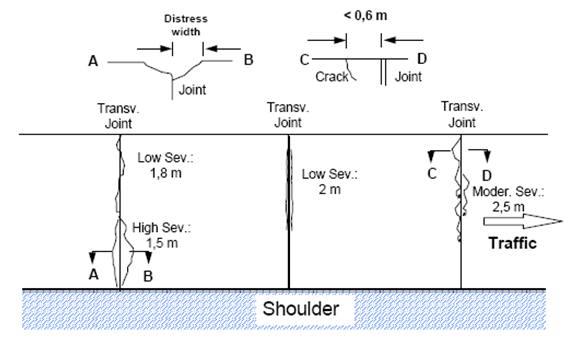 Distress
width
< 0,6 m
A
B
C
D
Joint
Crack
Joint
Transv.
Joint
Transv.
Joint
Transv.
Joint
Low Sev.:
1,8 m
Low Sev.:
2 m
C
D
Moder. Sev.:
2,5 m
High Sev.:
1,5 m
Traffic
A
B
Shoulder